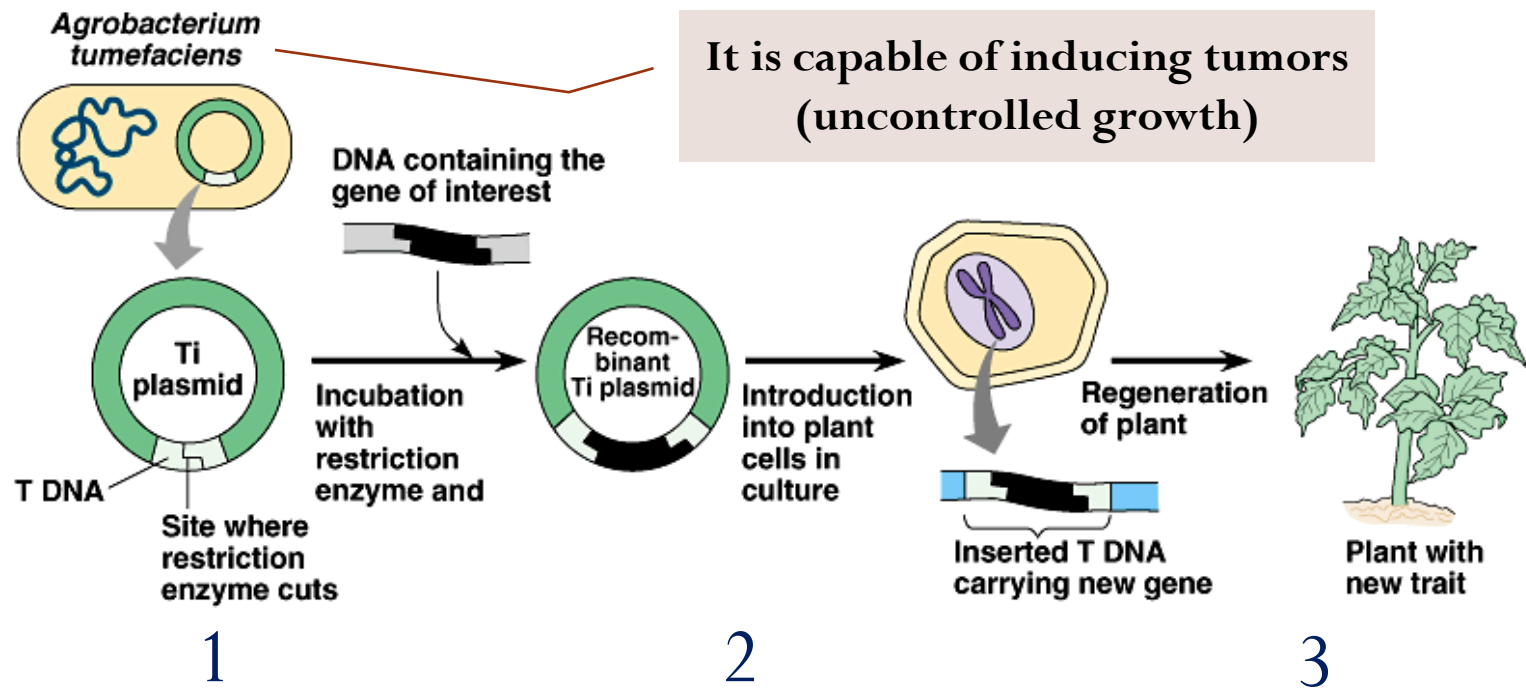 Agrobacterium
tumefaciens
It is capable of inducing tumors
(uncontrolled growth)
DNA containing the
gene of interest
Ti
plasmid
T DNA
Site where
restriction
enzyme cuts
Incubation
with
restriction
enzyme and
Recom-
binant
Ti plasmid
Introduction
into plant
cells in
culture
Inserted T DNA
carrying new gene
Regeneration
of plant
Plant with
new trait
1
2
3